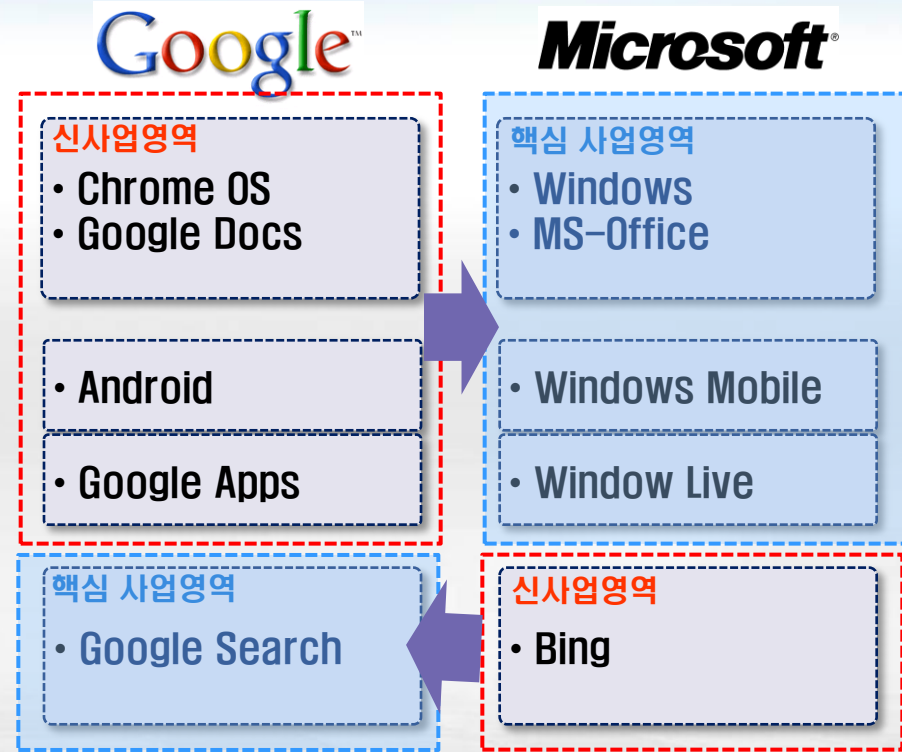 Google™
신사업영역
• Chrome OS
• Google Docs
• Android
• Google Apps
핵심 사업영역
• Google Search
Microsoft®
핵심 사업영역
• Windows
• MS-Office
• Windows Mobile
• Window Live
신사업영역
• Bing